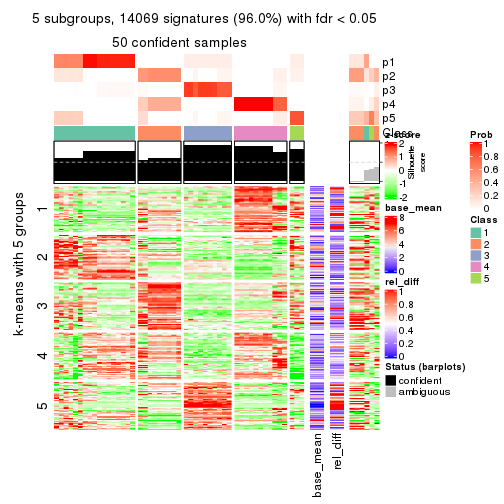 5 subgroups, 14069 signatures (96.0%) with fdr < 0.05
50 confident samples
p1
p2
p3
p4
p5
Class
k-means with 5 groups
1
2
3
4
5
base_mean
rel_diff
z-score
2
1
0
-1
-2
Silhouette
score
base_mean
8
6
4
2
0
rel_diff
1
0.8
0.6
0.4
0.2
0
Status (barplots)
confident
ambiguous
Prob
1
0.8
0.6
0.4
0.2
0
Class
1
2
3
4
5